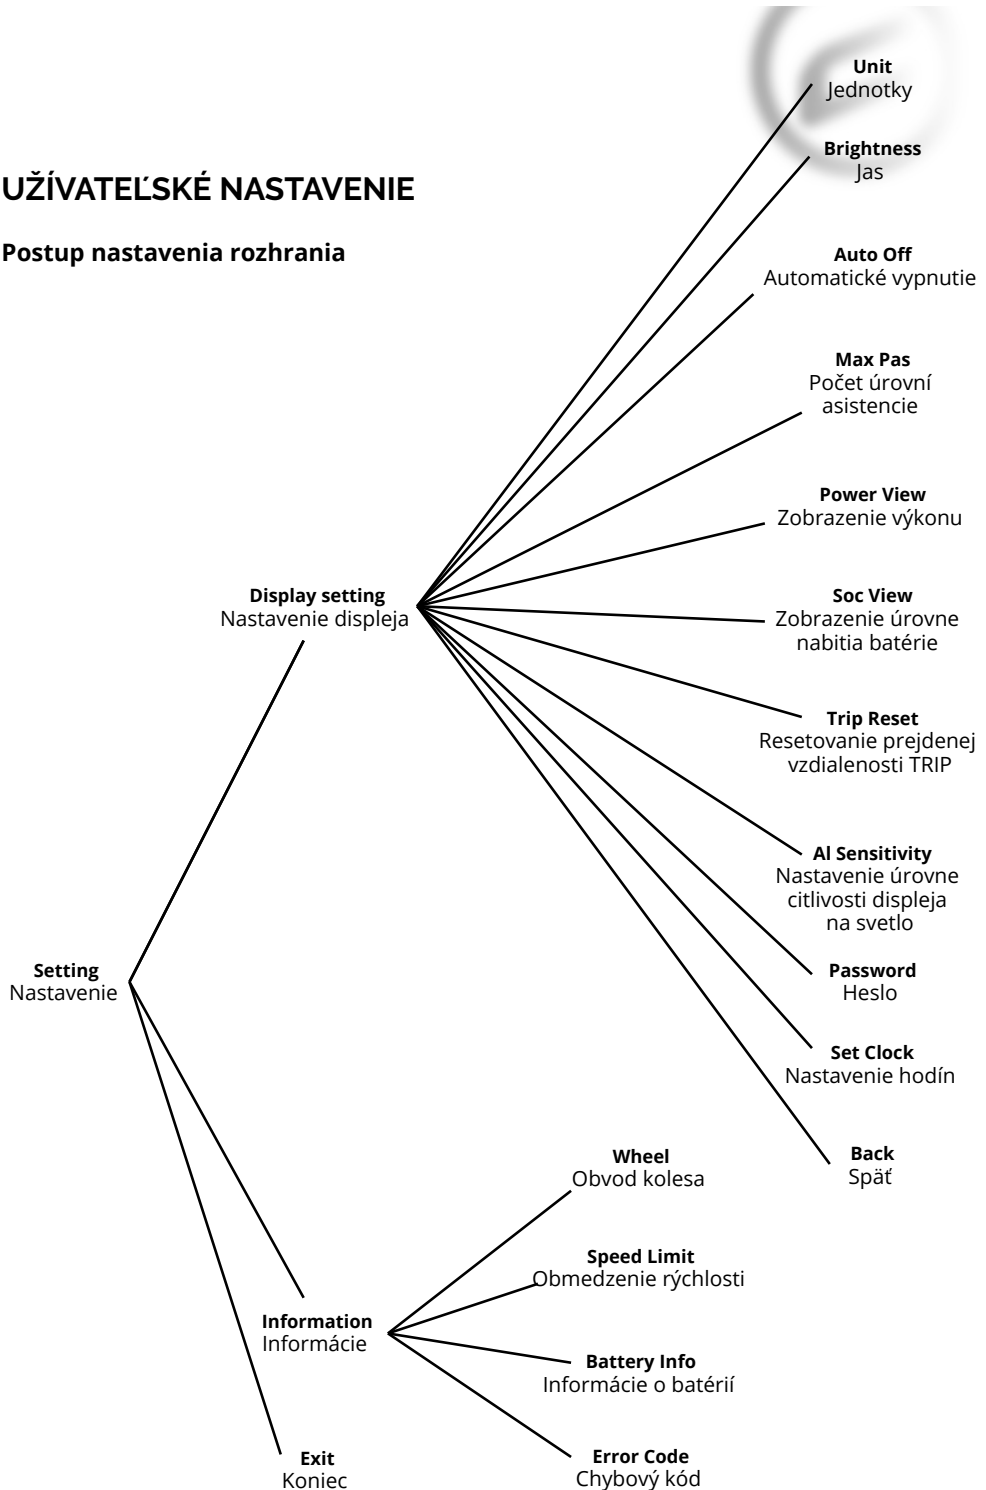 UŽÍVATEĽSKÉ NASTAVENIE
Postup nastavenia rozhrania
Setting
Nastavenie
Display setting
Nastavenie displeja
Unit
Jednotky
Brightness
Jas
Auto Off
Automatické vypnutie
Max Pas
Počet úrovní
asistencie
Power View
Zobrazenie výkonu
Soc View
Zobrazenie úrovne
nabitia batérie
Trip Reset
Resetovanie prejdenej
vzdialenosti TRIP
Al Sensitivity
Nastavenie úrovne
citlivosti displeja
na svetlo
Password
Heslo
Set Clock
Nastavenie hodín
Back
Späť
Information
Informácie
Wheel
Obvod kolesa
Speed Limit
Obmedzenie rýchlosti
Battery Info
Informácie o batérií
Error Code
Chybový kód
Exit
Koniec